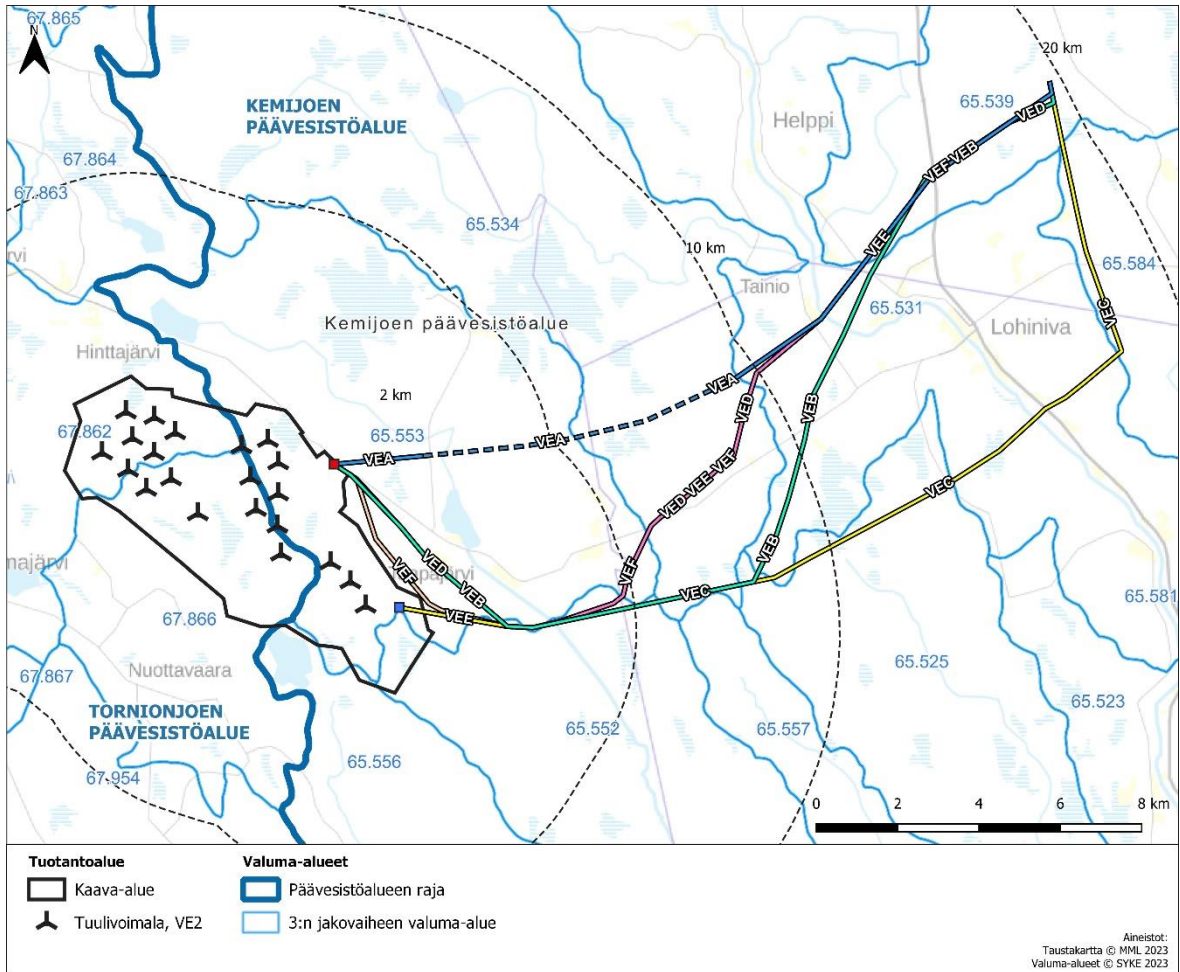 67.865
N
20 km
KEMIJOEN
PÄÄVESISTÖALUE
65.539
VED
Helppi
VEF-VEB
67.864
67.863
65.534
rvi
10 km
VEE
65.584
Tainio
65.531
VEC
Lohiniva
Kemijoen päävesistöalue
Hinttajärvi
2 km
VEA
VED
VEB
67.862
65.553
VEA
VEA
VED-VEE-VEF
VEC
majärvi
VEF
VED
VEB
pajärvi
VEF
VEB
VEC
VEE
65.581
67.866
Nuottavaara
65.525
67.867
65.523
TORNIONJOEN
PÄÄVESISTÖALUE
65.552
65.557
65.556
67.954
0 2 4 6 8 km
Tuotantoalue
Kaava-alue
Tuulivoimala, VE2
Valuma-alueet
Päävesistöalueen raja
3:n jakovaiheen valuma-alue
Aineistot:
Taustakartta © MML 2023
Valuma-alueet © SYKE 2023